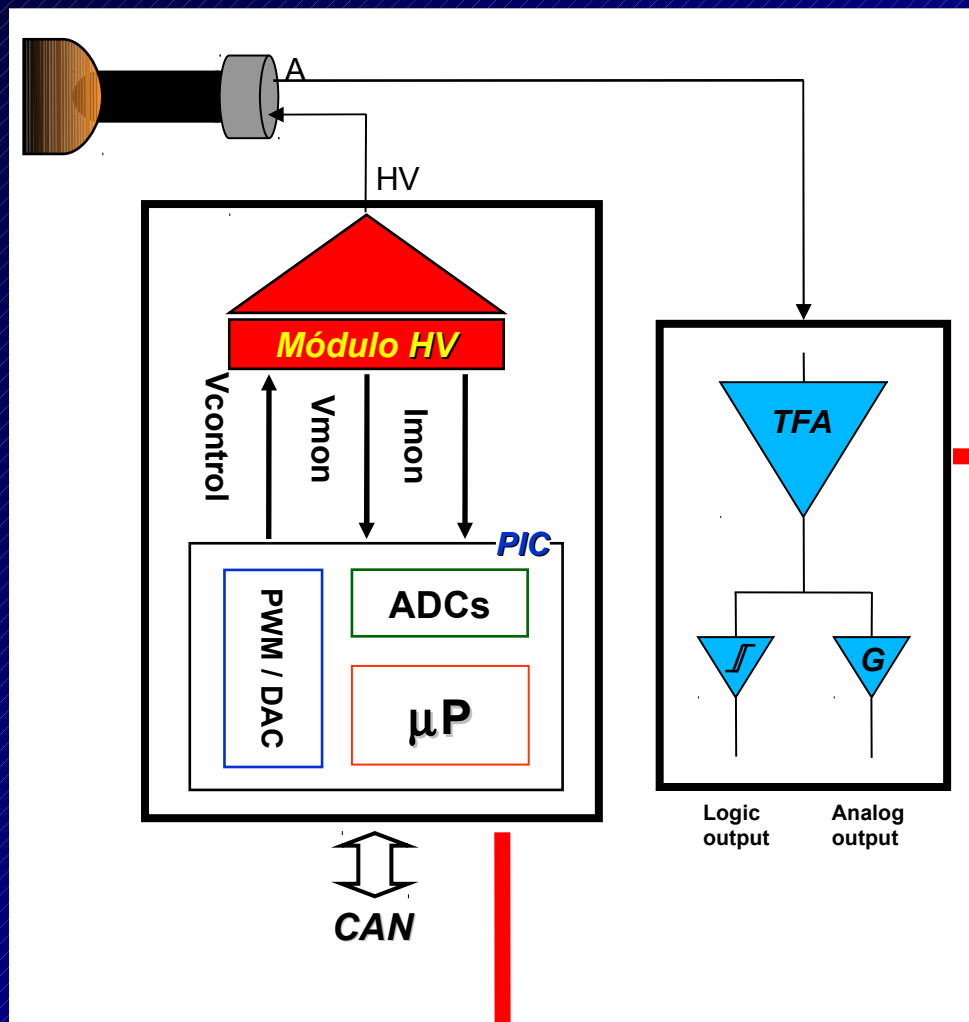 A
HV
Módulo HV
Vcontrol
Vmon
Imon
PIC
PWM / DAC
ADCs
µP
CAN
TFA
G
Logic
output
Analog
output